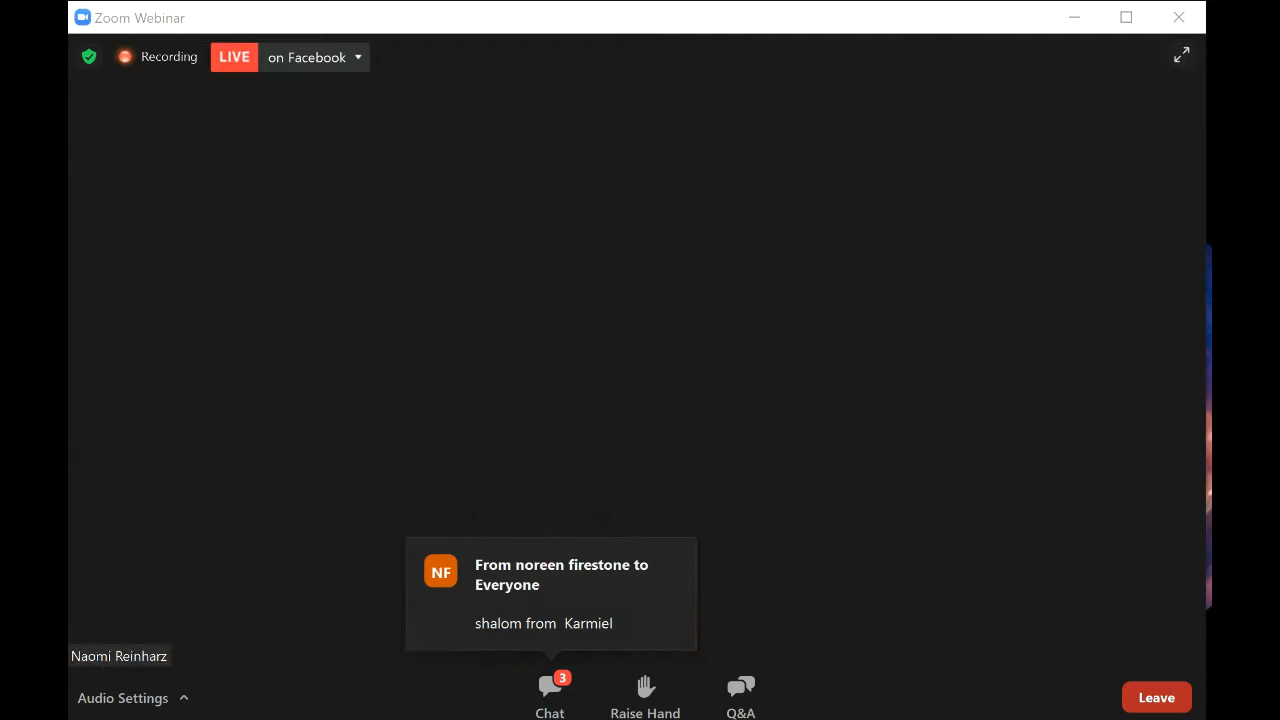 Zoom Webinar
Recording
LIVE
on Facebook
NF
From noreen firestone to
Everyone
shalom from Karmiel
Naomi Reinharz
Audio Settings
3
Chat
Raise Hand
Q&A
Leave